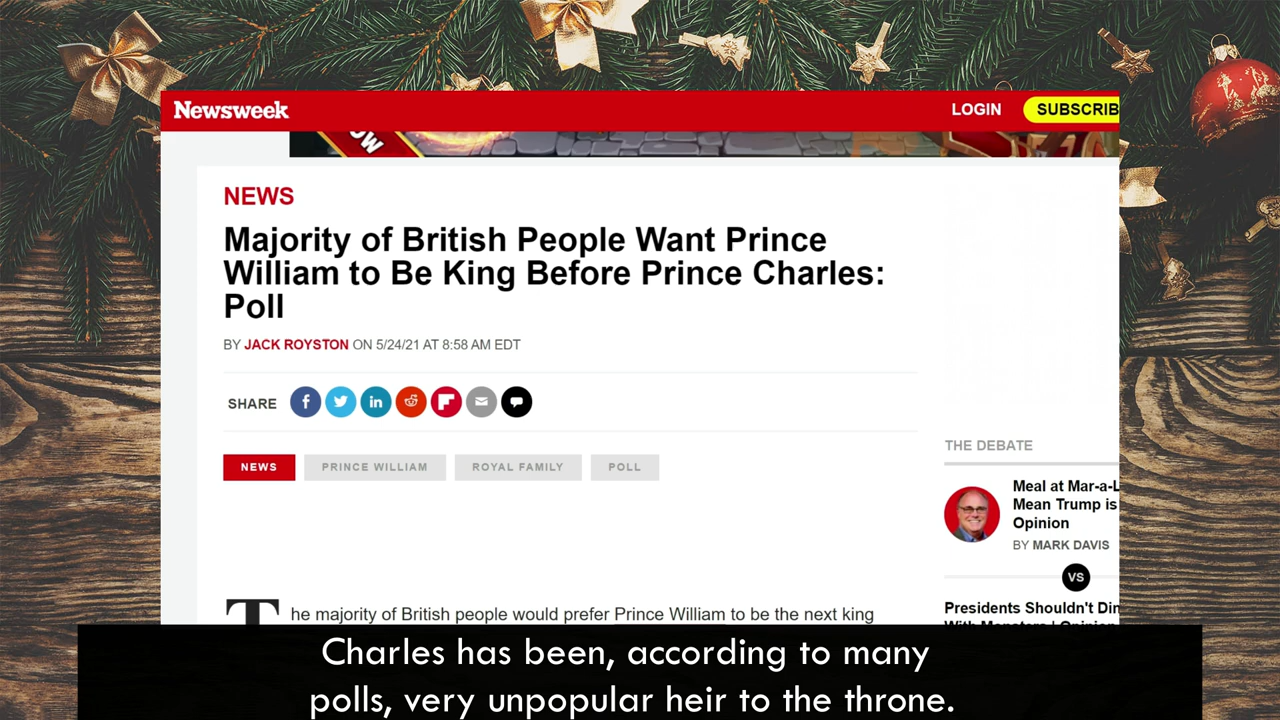 Newsweek
LOGIN
SUBSCRIB
OW
NEWS
Majority of British People Want Prince
William to Be King Before Prince Charles:
Poll
BY JACK ROYSTON ON 5/24/21 AT 8:58 AM EDT
SHARE
NEWS
PRINCE WILLIAM
ROYAL FAMILY
POLL
The majority of British people would prefer Prince William to be the next king
THE DEBATE
Meal at Mar-a-L
Mean Trump is
Opinion
BY MARK DAVIS
VS
Presidents Shouldn't Din
With Monsters | Opinion
Charles has been, according to many
polls, very unpopular heir to the throne.